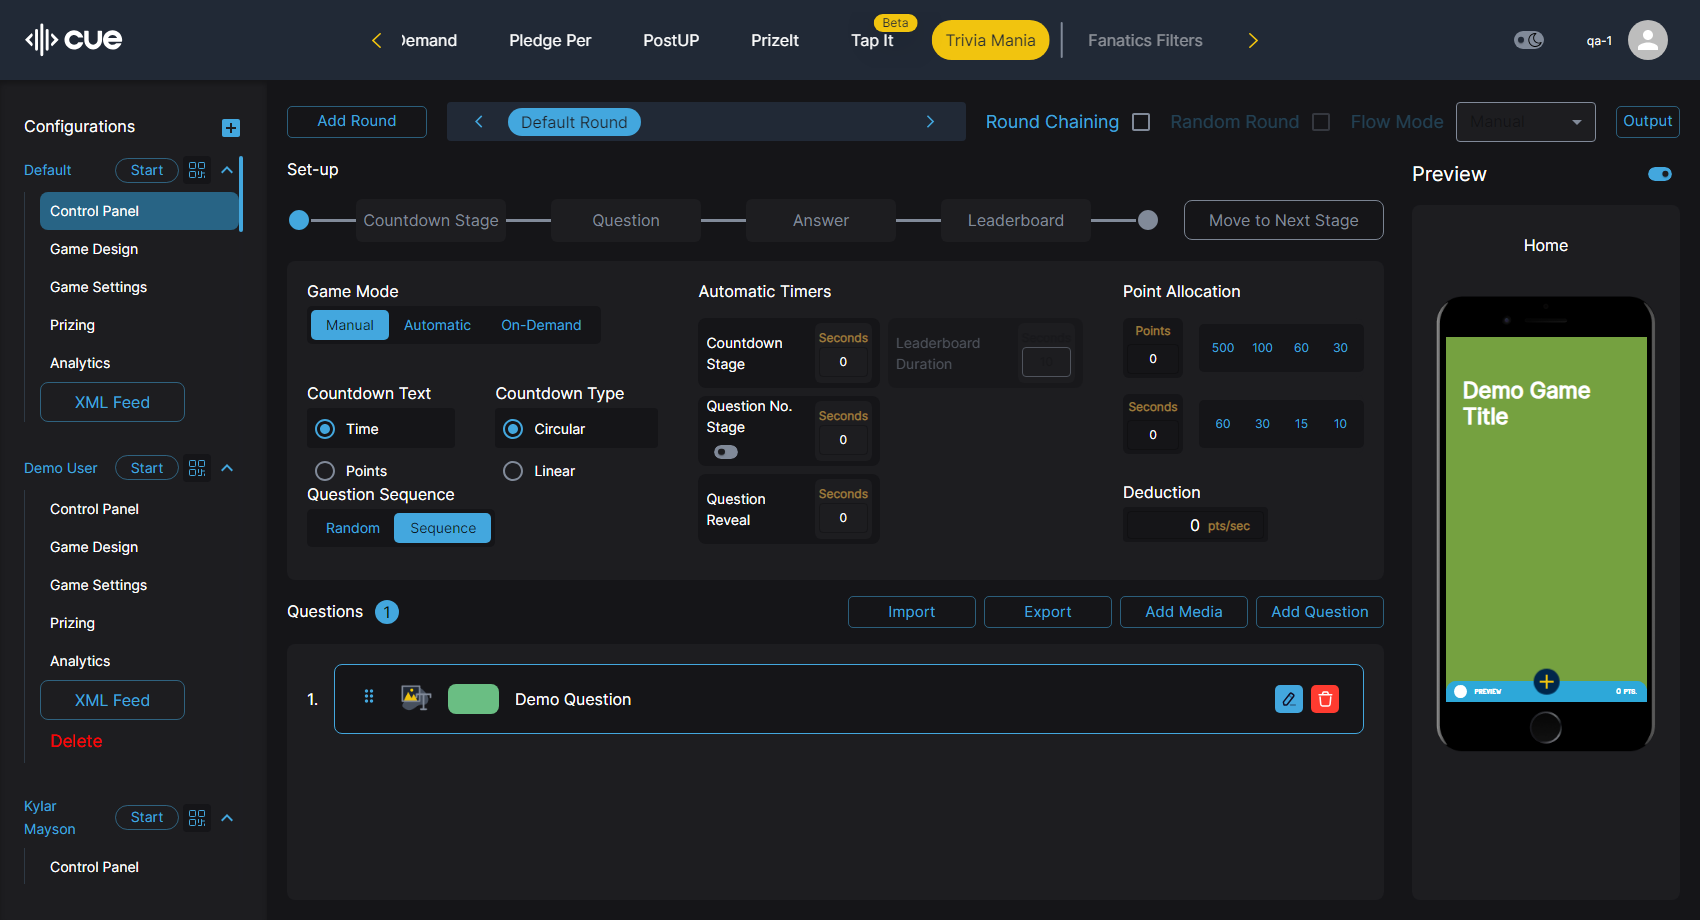 cue
Demand
Pledge Per
PostUP
PrizeIt
Tap It
Beta
Trivia Mania
Fanatics Filters
qa-1
Configurations
Default
Start
Control Panel
Game Design
Game Settings
Prizing
Analytics
XML Feed
Demo User
Start
Control Panel
Game Design
Game Settings
Prizing
Analytics
XML Feed
Delete
Kylar
Mayson
Start
Control Panel
Add Round
Default Round
Round Chaining
Random Round
Flow Mode
Manual
Output
Set-up
Countdown Stage
Question
Answer
Leaderboard
Move to Next Stage
Game Mode
Manual
Automatic
On-Demand
Countdown Text
Time
Points
Countdown Type
Circular
Linear
Question Sequence
Random
Sequence
Automatic Timers
Countdown
Stage
Seconds
0
Leaderboard
Duration
Question No.
Stage
Seconds
0
Question
Reveal
Seconds
0
Point Allocation
Points
0
500
100
60
30
Seconds
0
60
30
15
10
Deduction
0 pts/sec
Questions 1
Import
Export
Add Media
Add Question
1.
Demo Question
Preview
Home
Demo Game
Title
PREVIEW
0 PTS.